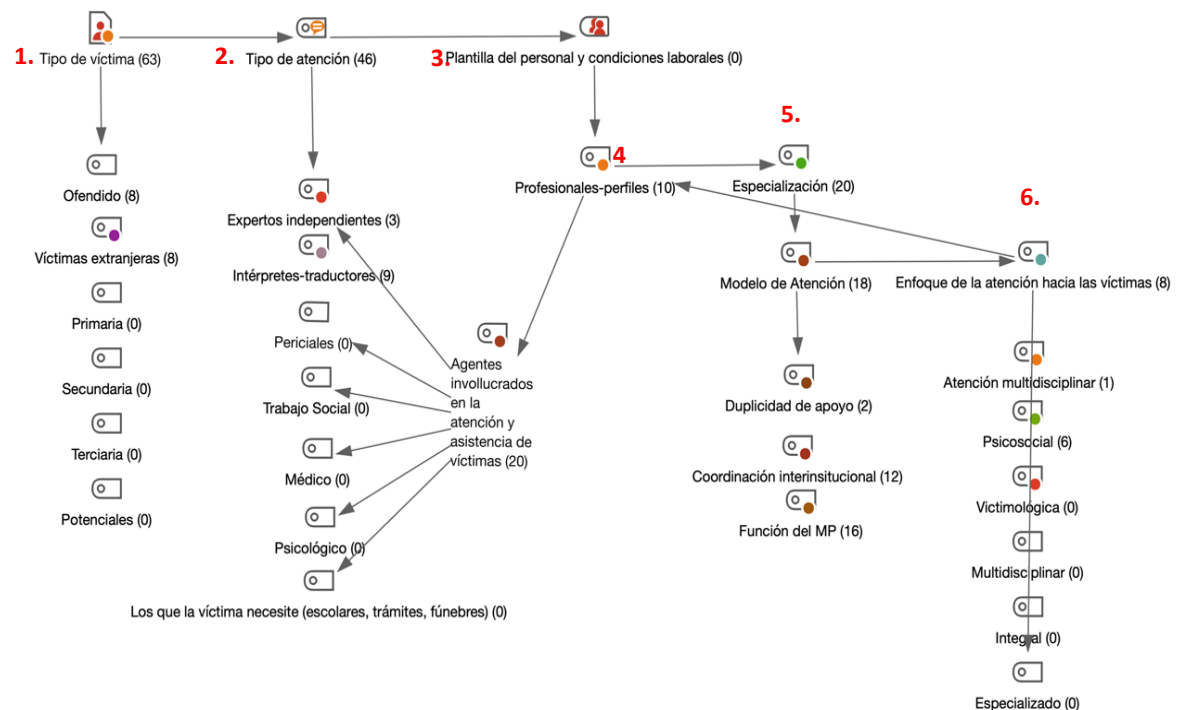 1. Tipo de víctima (63)
2. Tipo de atención (46)
3. Plantilla del personal y condiciones laborales (0)
4
Profesionales-perfiles (10)
5.
Especialización (20)
6.
Enfoque de la atención hacia las víctimas (8)
Ofendido (8)
Víctimas extranjeras (8)
Primaria (0)
Secundaria (0)
Terciaria (0)
Potenciales (0)
Expertos independientes (3)
Intérpretes-traductores (9)
Periciales (0)
Trabajo Social (0)
Médico (0)
Psicológico (0)
Los que la víctima necesite (escolares, trámites, fúnebres) (0)
Agentes
invollucrados
en la
atención y
asistencia de
víctimas (20)
Modelo de Atención (18)
Duplicidad de apoyo (2)
Coordinación interinsitucional (12)
Función del MP (16)
Atención multidisciplinar (1)
Psicosocial (6)
Victimológica (0)
Multidisciplinar (0)
Integral (0)
Especializado (0)